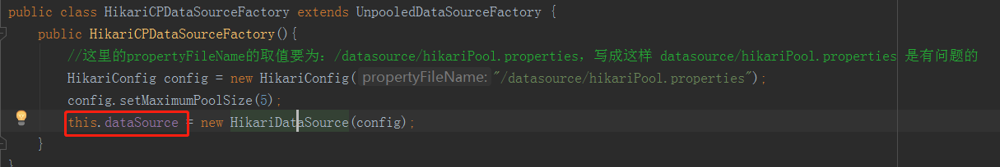 public class HikariCPDataSourceFactory extends UnpooledDataSourceFactory {
public HikariCPDataSourceFactory(){
//这里的propertyFileName的取值要为：/datasource/hikariPool.properties，写成这样 datasource/hikariPool.properties 是有问题的
HikariConfig config = new HikariConfig( propertyFileName: "/datasource/hikariPool.properties");
config.setMaximumPoolSize(5);
this.dataSource = new HikariDataSource(config);
}
}